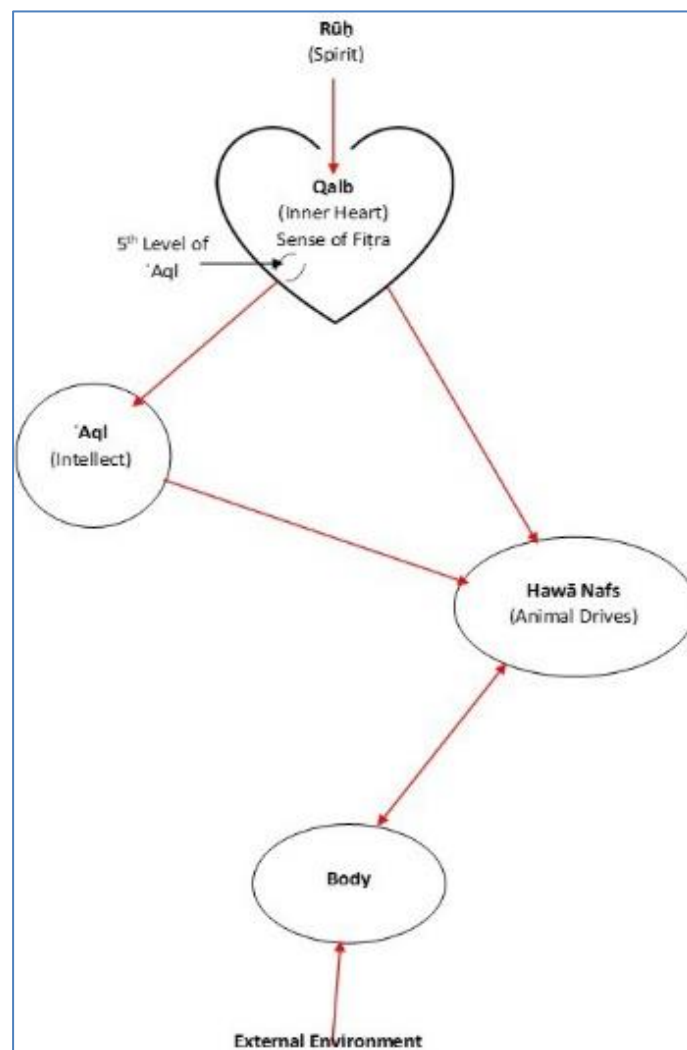 Rūḥ
(Spirit)
Qalb
(Inner Heart)
Sense of Fiṭra
5th Level of
ʿAql
ʿAql
(Intellect)
Hawā Nafs
(Animal Drives)
Body
External Environment